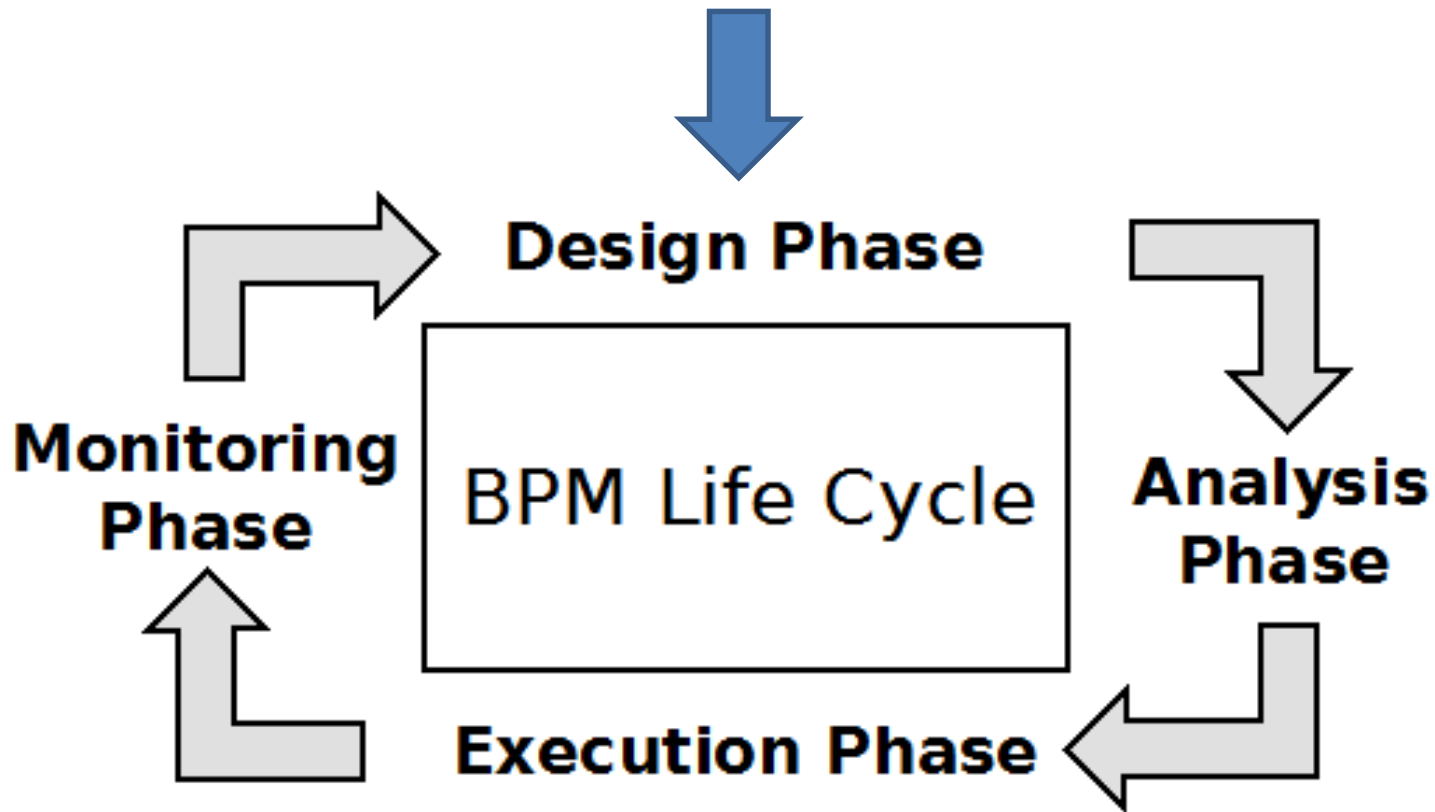 Design Phase
Monitoring
Phase
BPM Life Cycle
Analysis
Phase
Execution Phase